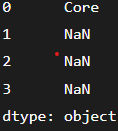 0 Core
1 NaN
2 NaN
3 NaN
dtype: object